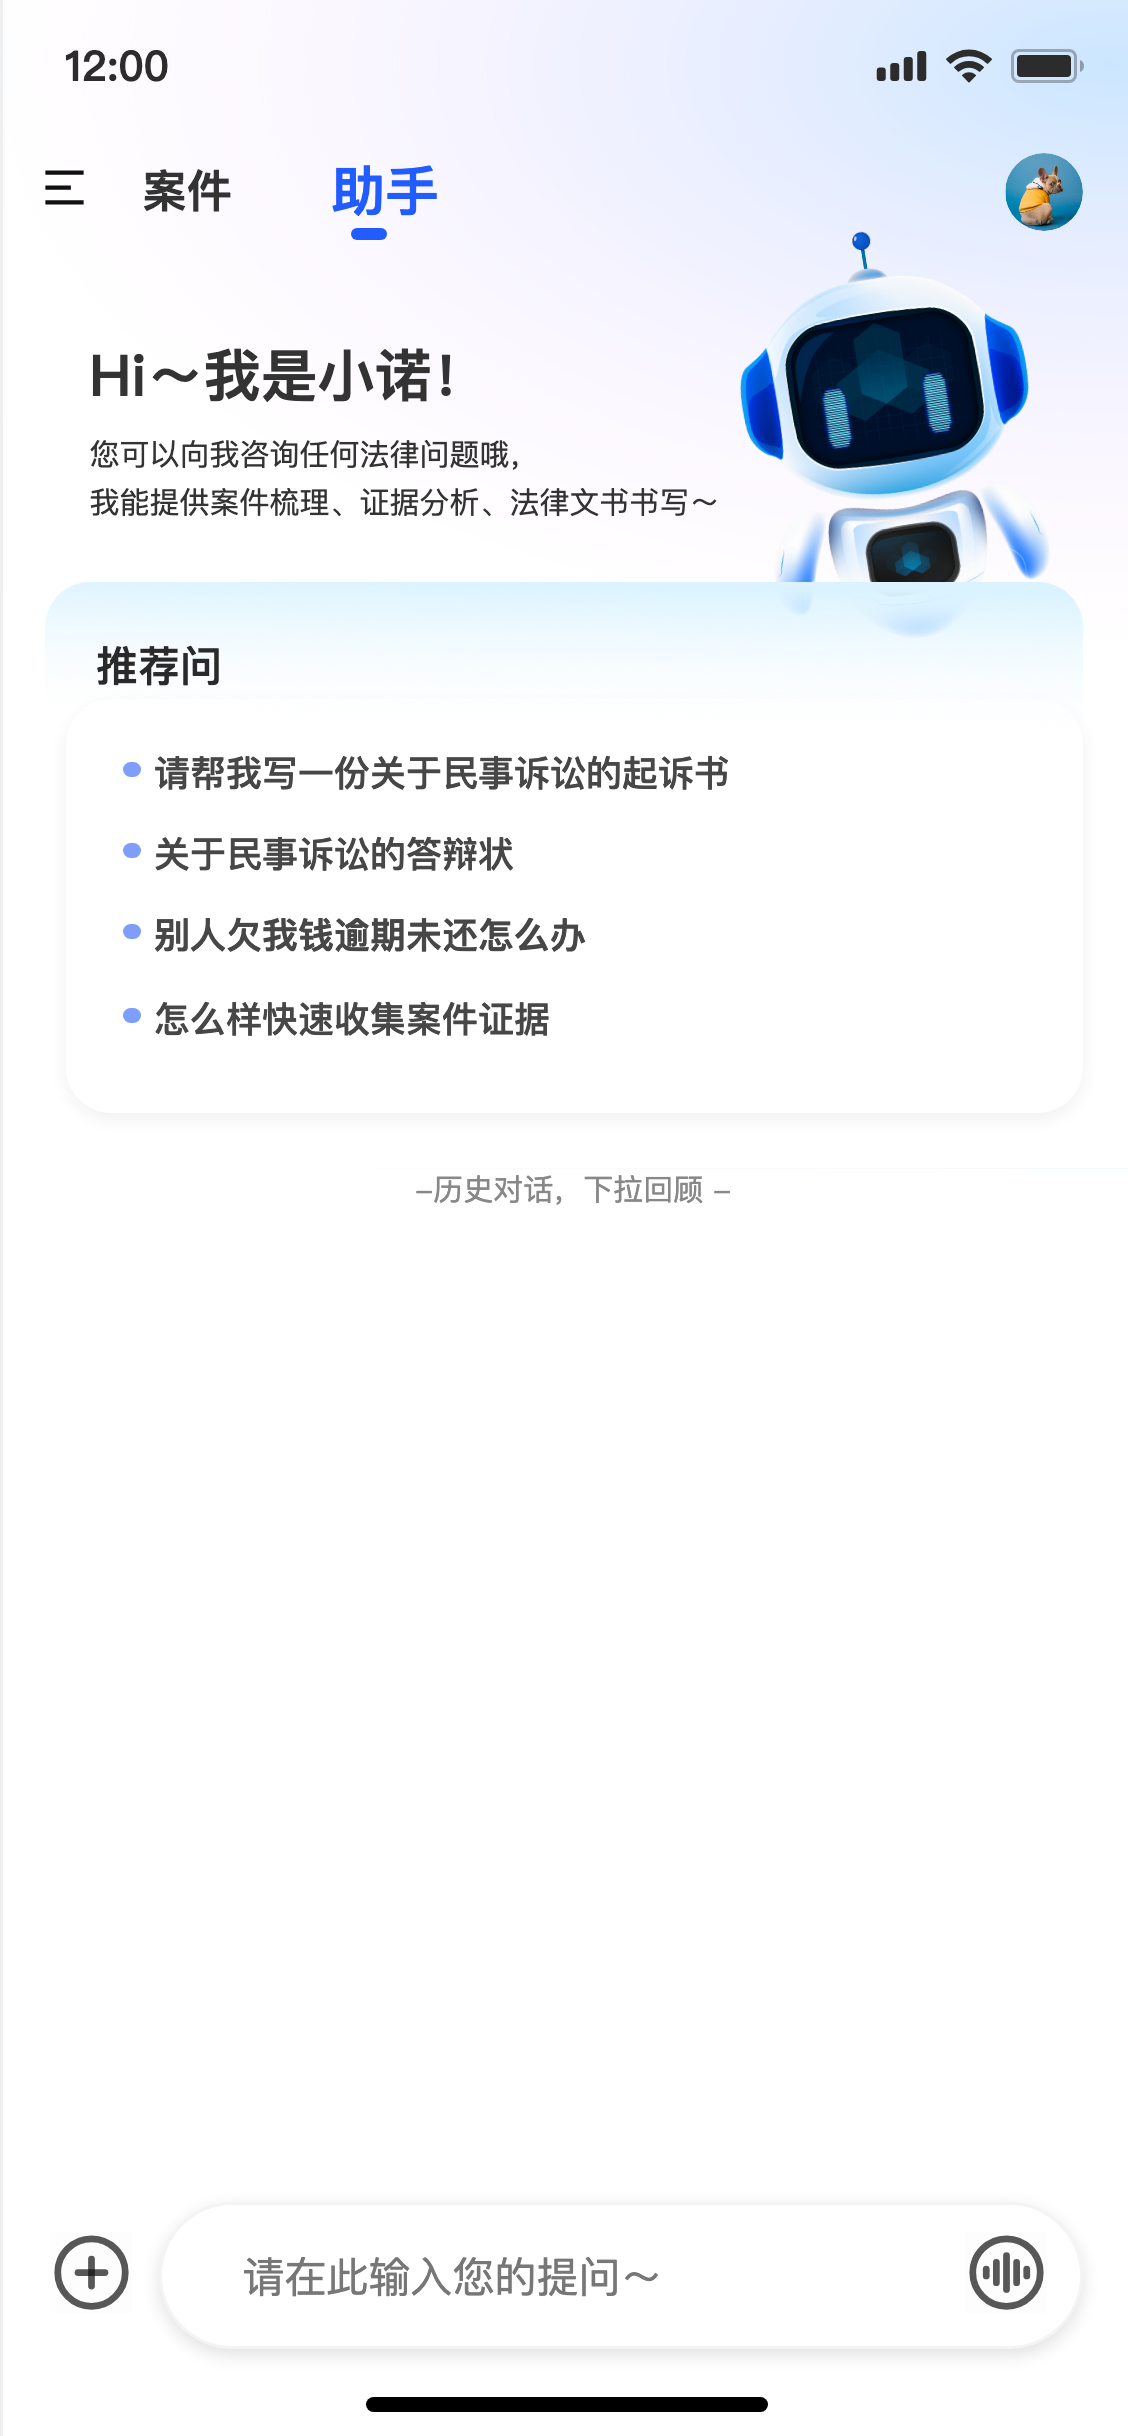 12:00
案件
助手
Hi～我是小诺！
您可以向我咨询任何法律问题哦，
我能提供案件梳理、证据分析、法律文书书写～
推荐问
请帮我写一份关于民事诉讼的起诉书
关于民事诉讼的答辩状
别人欠我钱逾期未还怎么办
怎么样快速收集案件证据
–历史对话，下拉回顾 –
请在此输入您的提问～